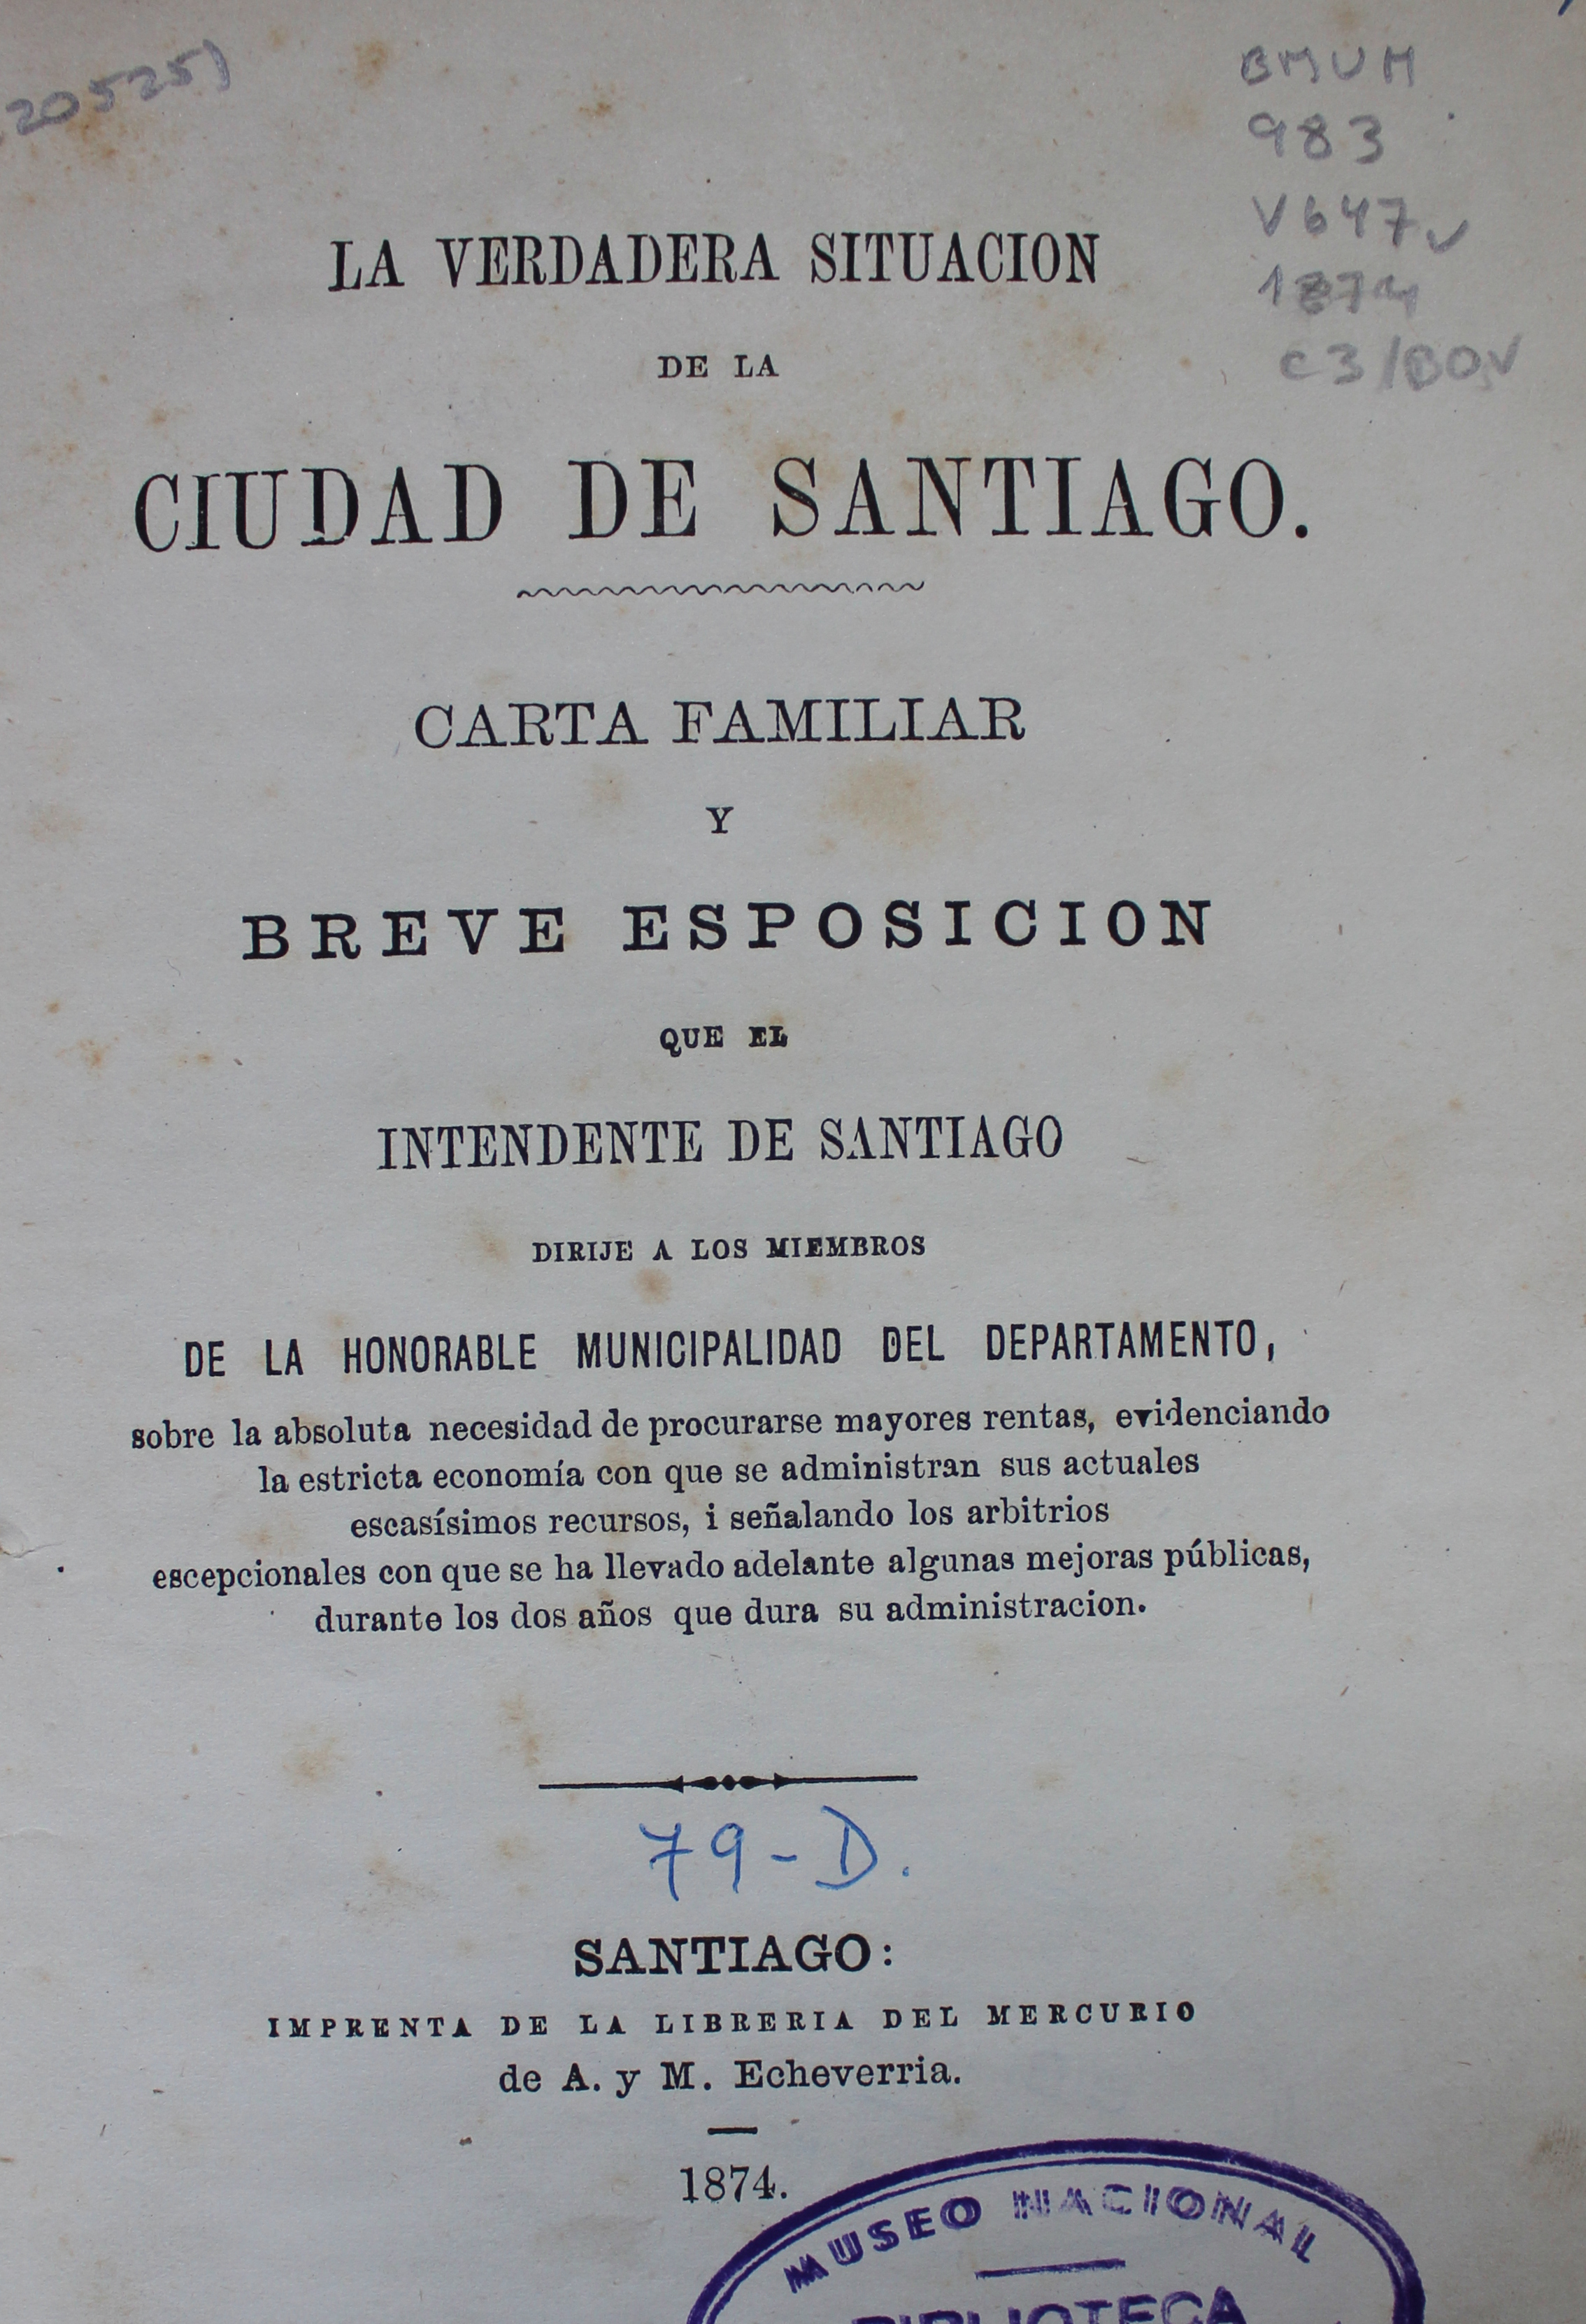 20525)
BMUM
983
V647v
1874
c3/BOV
LA VERDADERA SITUACION
DE LA
CIUDAD DE SANTIAGO.
CARTA FAMILIAR
Y
BREVE ESPOSICION
QUE EL
INTENDENTE DE SANTIAGO
DIRIJE A LOS MIEMBROS
DE LA HONORABLE MUNICIPALIDAD DEL DEPARTAMENTO,
sobre la absoluta necesidad de procurarse mayores rentas, evidenciando
la estricta economía con que se administran sus actuales
escasísimos recursos, i señalando los arbitrios
escepcionales con que se ha llevado adelante algunas mejoras públicas,
durante los dos años que dura su administracion.
79-D.
SANTIAGO:
IMPRENTA DE LA LIBRERIA DEL MERCURIO
de A. y M. Echeverria.
1874.
MUSEO NACIONAL
BIBLIOTECA